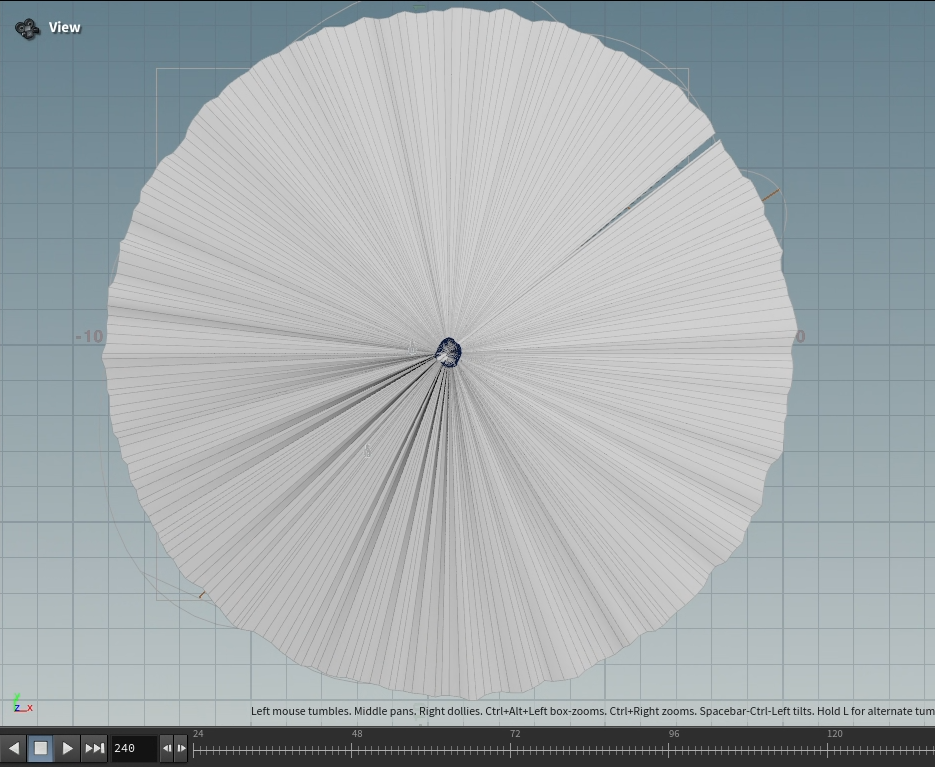 View
-10
0
z x
Left mouse tumbles. Middle pans. Right dollies. Ctrl+Alt+Left box-zooms. Ctrl+Right zooms. Spacebar-Ctrl-Left tilts. Hold L for alternate tum
240
24 48 72 96 120